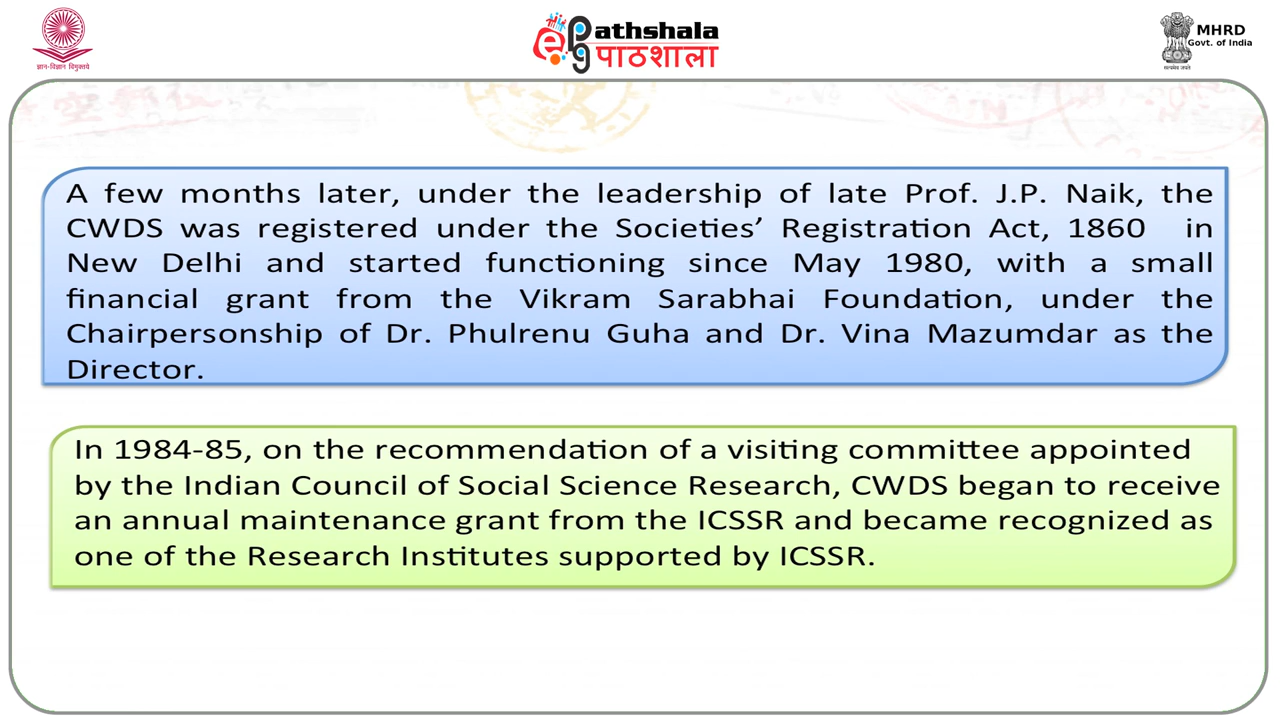 ज्ञान-विज्ञान विमुक्तये
epathshala
पाठशाला
MHRD
Govt. of India
सत्यमेव जयते
A few months later, under the leadership of late Prof. J.P. Naik, the
CWDS was registered under the Societies’ Registration Act, 1860 in
New Delhi and started functioning since May 1980, with a small
financial grant from the Vikram Sarabhai Foundation, under the
Chairpersonship of Dr. Phulrenu Guha and Dr. Vina Mazumdar as the
Director.
In 1984-85, on the recommendation of a visiting committee appointed
by the Indian Council of Social Science Research, CWDS began to receive
an annual maintenance grant from the ICSSR and became recognized as
one of the Research Institutes supported by ICSSR.